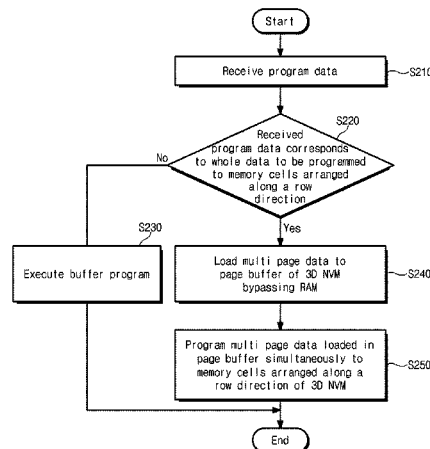 Start
Receive program data
S210
S220
Received
program data corresponds
to whole data to be programmed
to memory cells arranged
along a row
direction
No
Yes
S230
Execute buffer program
Load multi page data to
page buffer of 3D NVM
bypassing RAM
S240
Program multi page data loaded in
page buffer simultaneously to
memory cells arranged along a
row direction of 3D NVM
S250
End